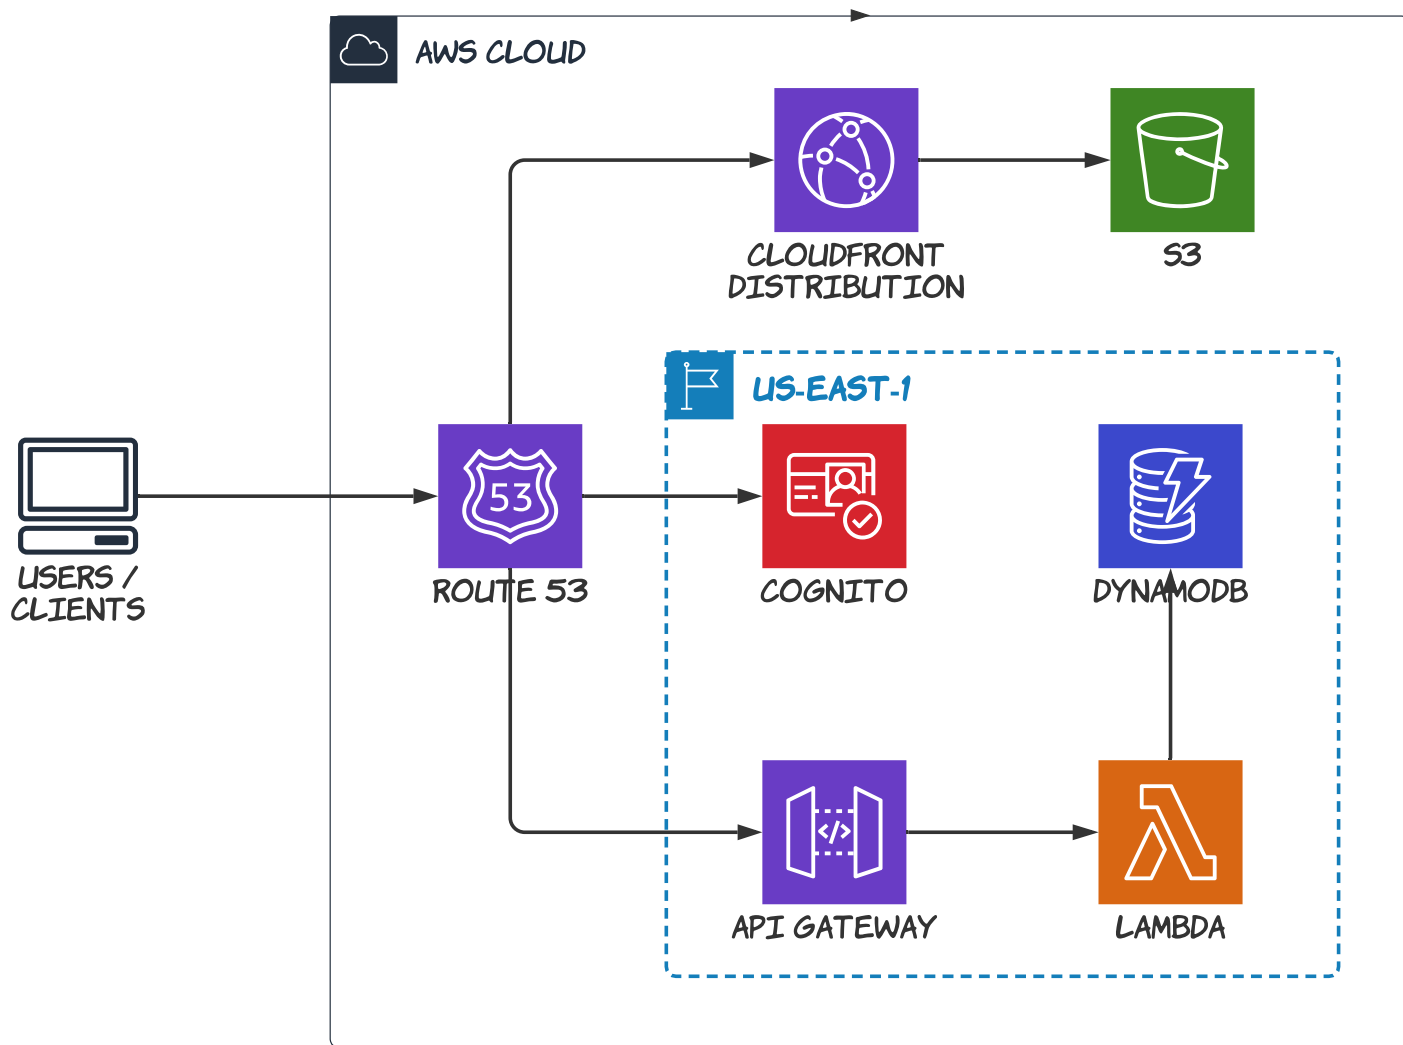 AWS CLOUD
CLOUDFRONT
DISTRIBUTION
S3
US-EAST-1
53
USERS /
CLIENTS
ROUTE 53
COGNITO
DYNAMODB
</>
API GATEWAY
LAMBDA